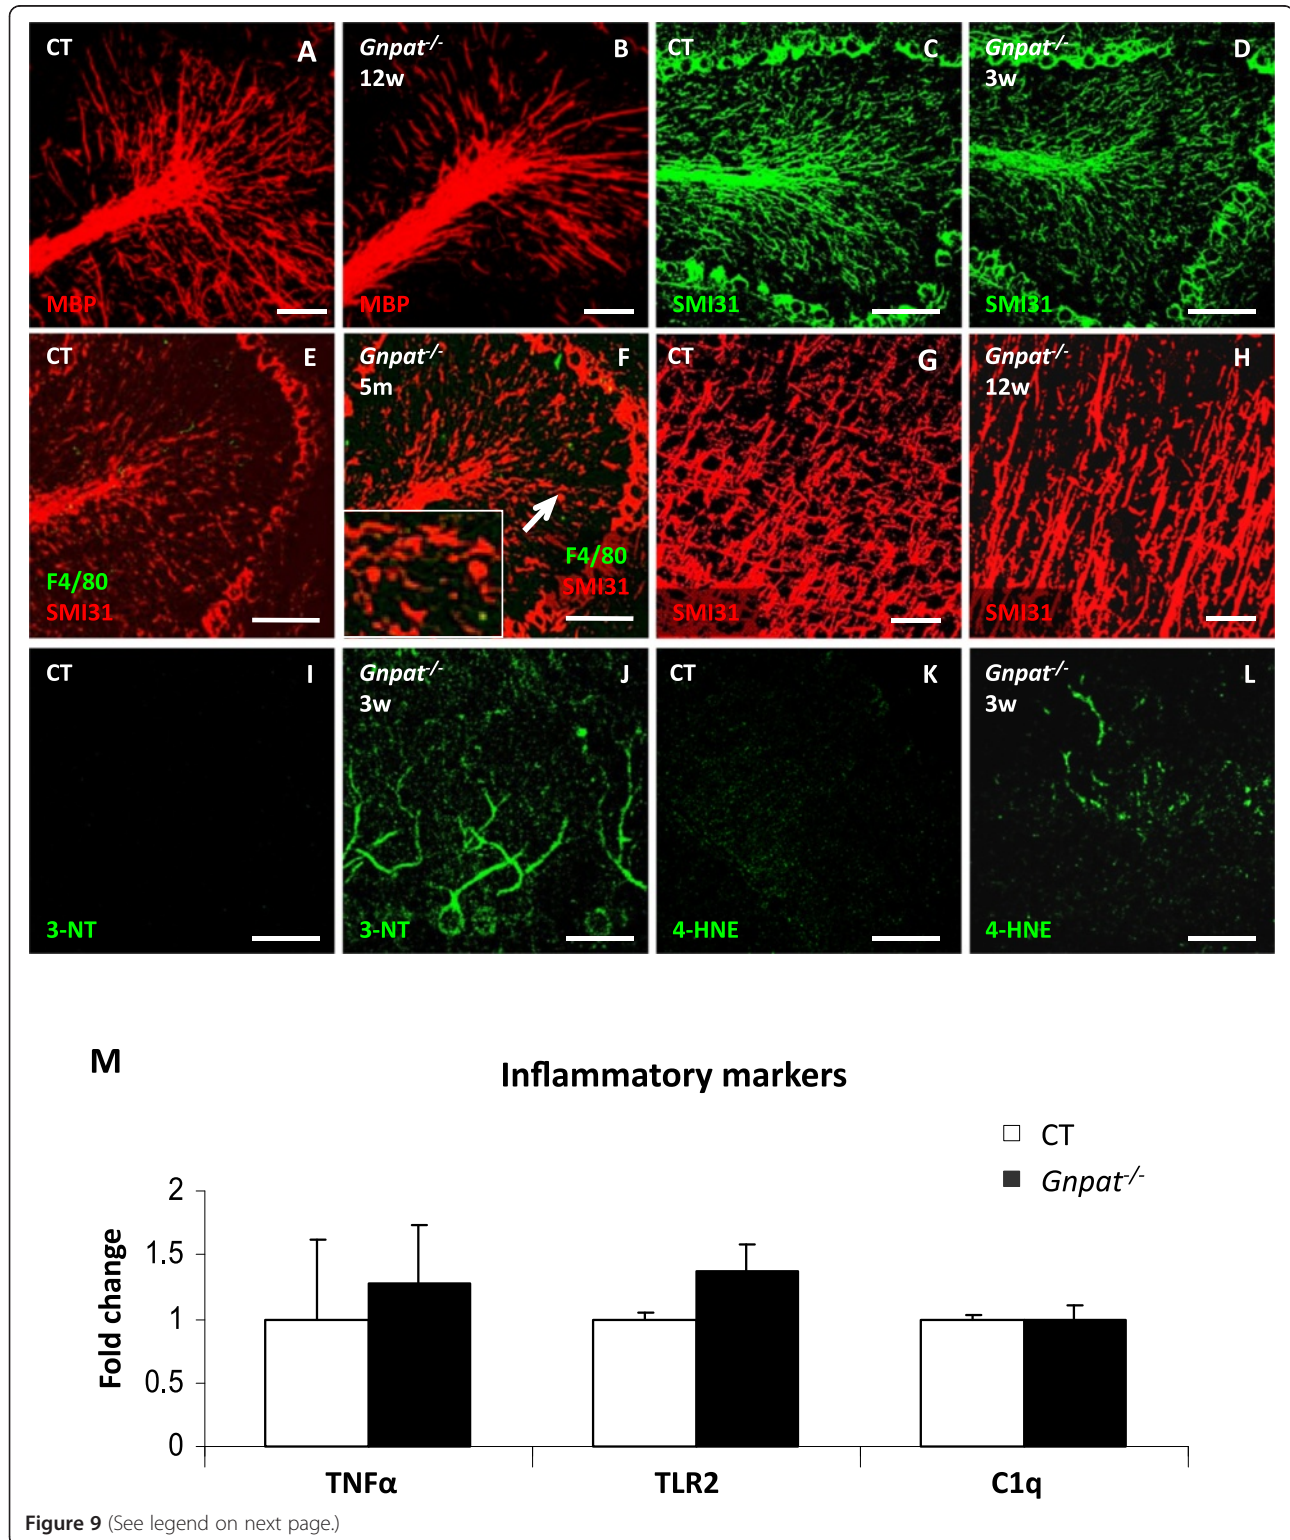 CT A
Gnpat-/- B
12w
CT C
Gnpat-/- D
3w
MBP
MBP
SMI31
SMI31
CT E
Gnpat-/- F
5m
CT G
Gnpat-/- H
12w
F4/80
SMI31
F4/80
SMI31
SMI31
SMI31
CT I
Gnpat-/- J
3w
CT K
Gnpat-/- L
3w
3-NT
3-NT
4-HNE
4-HNE
M
Inflammatory markers
CT
Gnpat-/-
Fold change
2
1.5
1
0.5
0
TNFα
TLR2
C1q
Figure 9 (See legend on next page.)